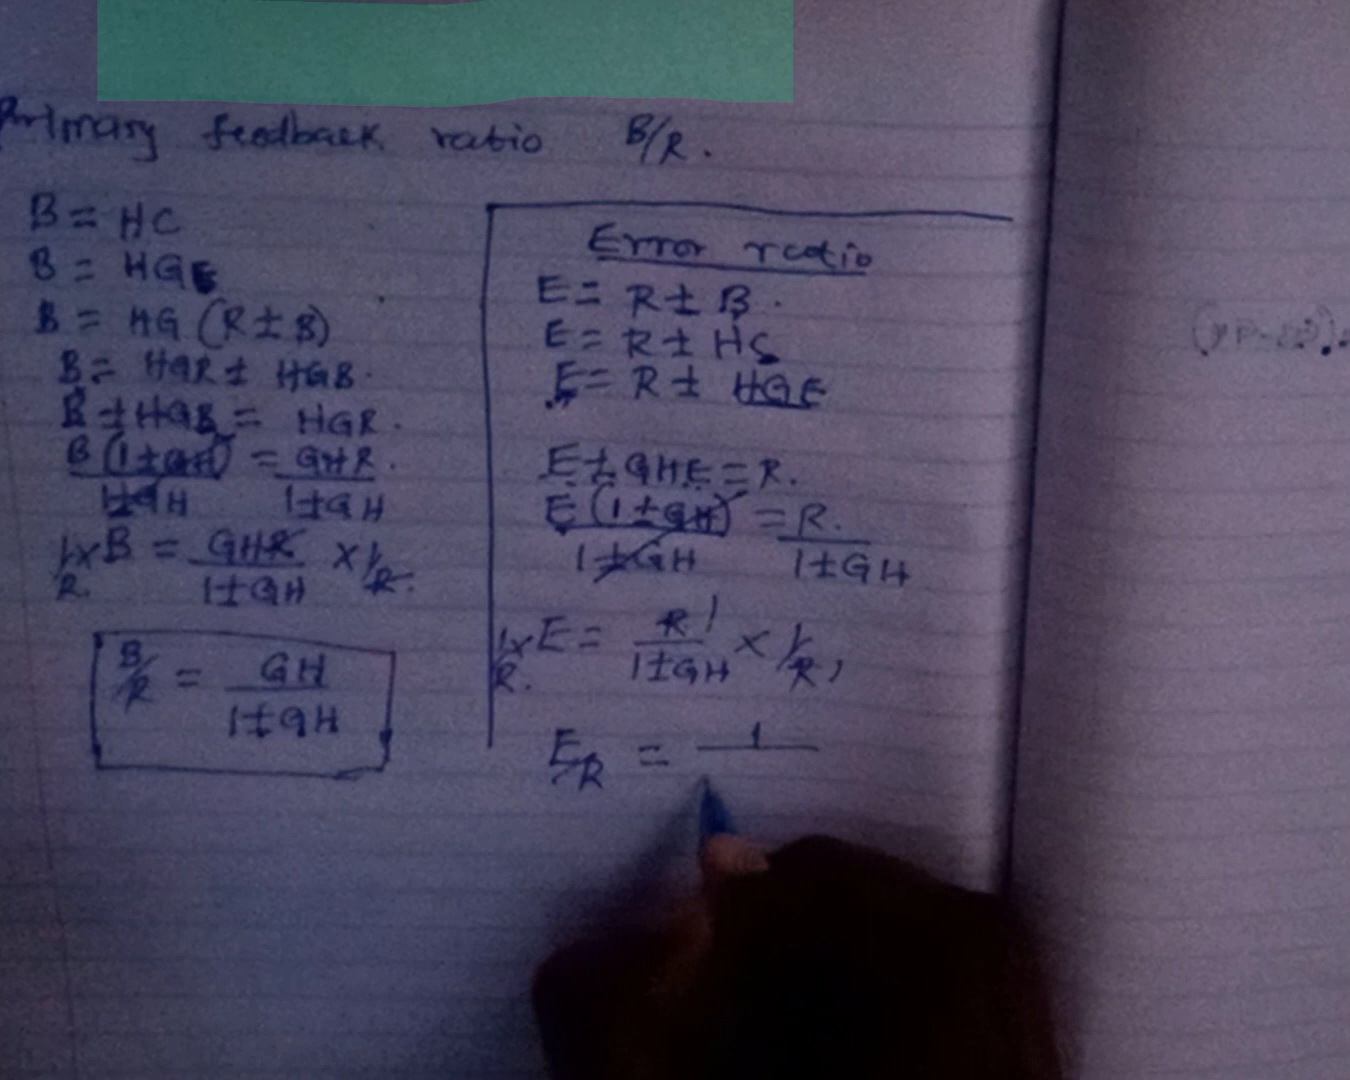 Primary feedback ratio B/R.
B = HC
B = HGE
B = HG (R ± B)
B = HGR ± HGB.
B ± HGB = HGR.
B (1 ± GH) / 1±GH = GHR. / 1±GH
1/R. × B = GHR / 1±GH × 1/R.
B/R = GH / 1±GH
Error ratio
E = R ± B.
E = R ± HC
E = R ± HGE
E ± GHE = R.
E (1 ± GH) / 1±GH = R. / 1±GH
1/R. × E = R 1 / 1±GH × 1/R,
E/R = 1